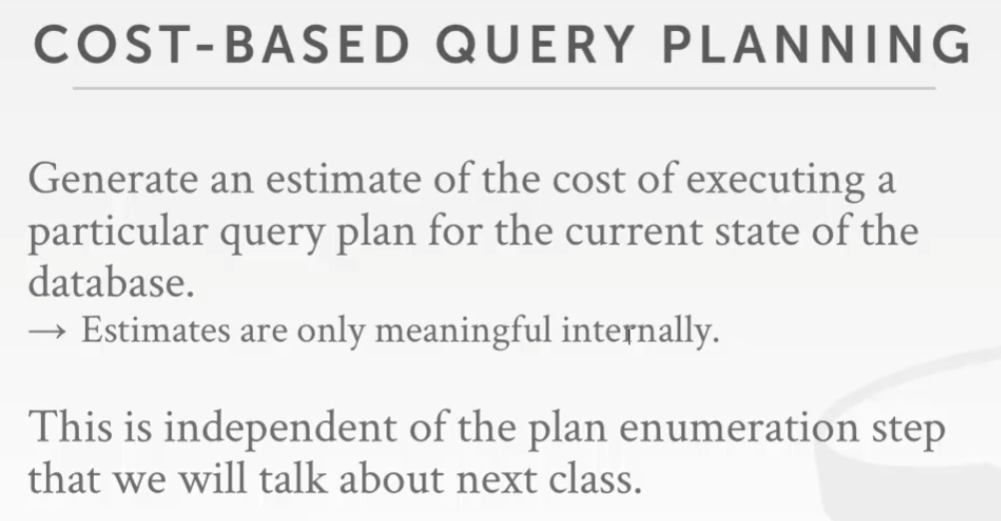 COST-BASED QUERY PLANNING
Generate an estimate of the cost of executing a
particular query plan for the current state of the
database.
→ Estimates are only meaningful internally.
This is independent of the plan enumeration step
that we will talk about next class.